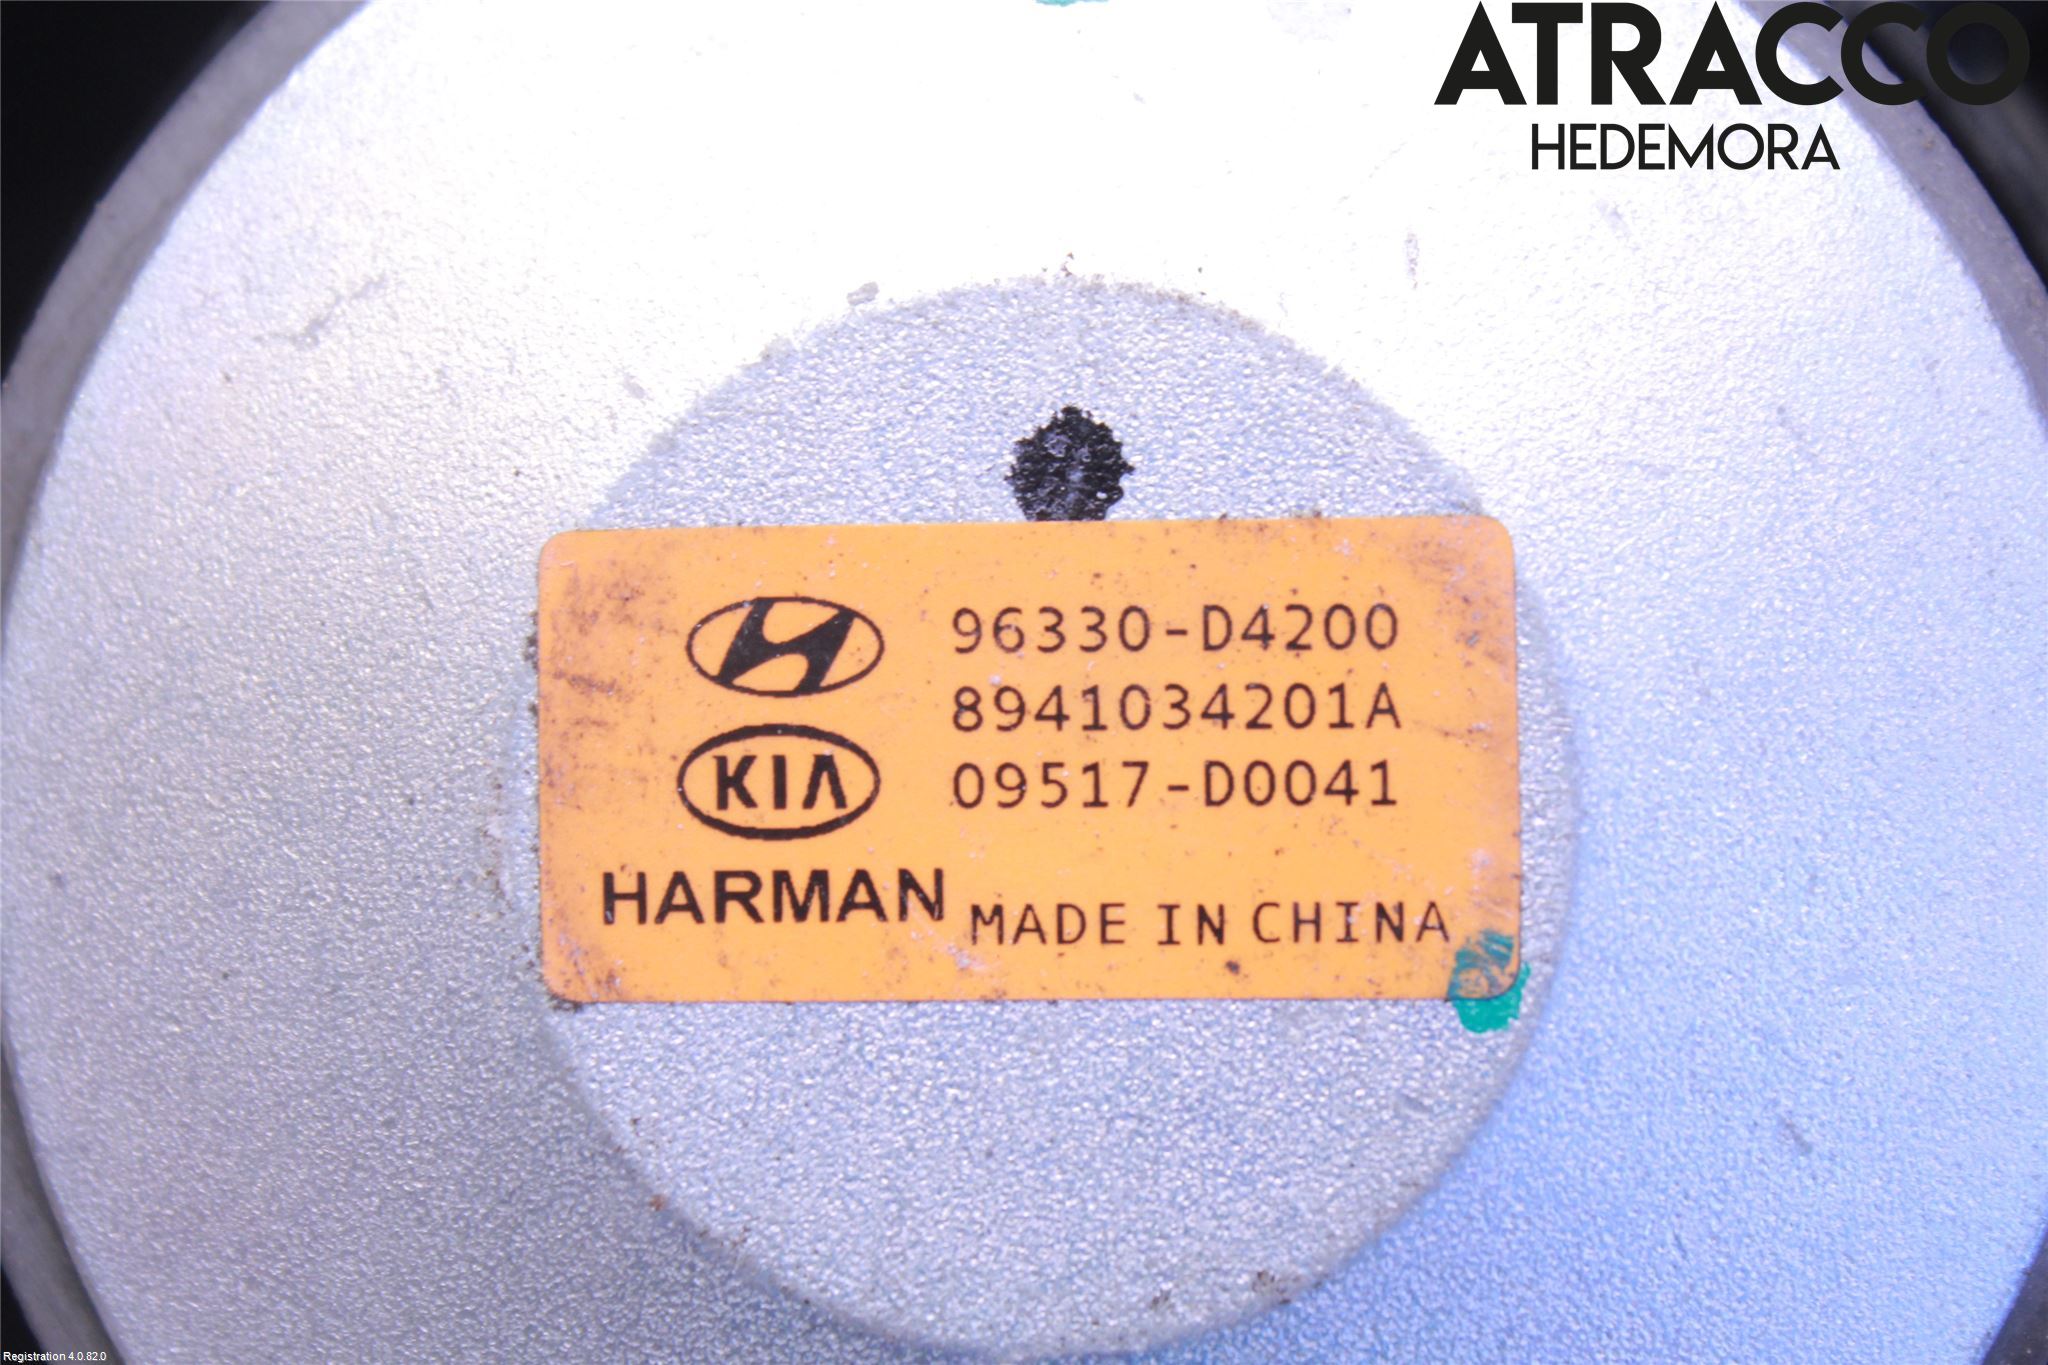 ATRACCO
HEDEMORA
96330-D4200
8941034201A
KIA
09517-D0041
HARMAN
MADE IN CHINA
Registration 4.0.82.0